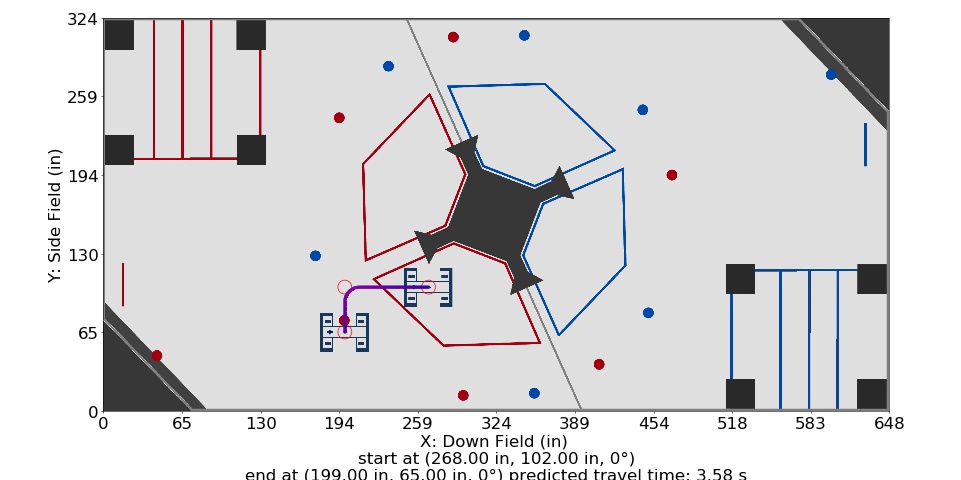 324
259
194
130
65
0
Y: Side Field (in)
0 65 130 194 259 324 389 454 518 583 648
X: Down Field (in)
start at (268.00 in, 102.00 in, 0°)
end at (199.00 in, 65.00 in, 0°) predicted travel time: 3.58 s